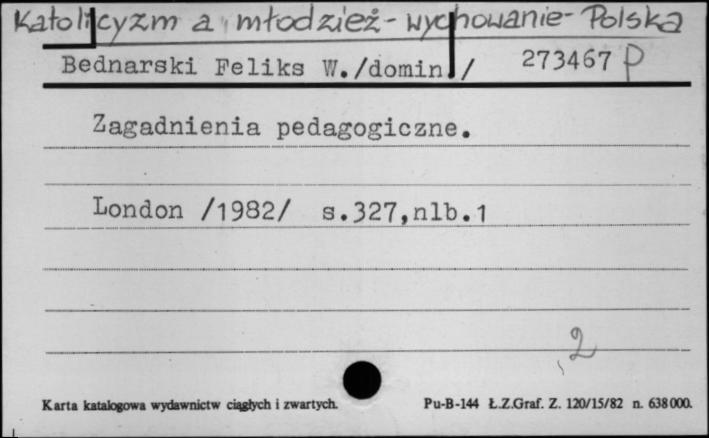 Katolicyzm a młodzież - wychowanie - Polska
Bednarski Feliks W./domin./ 273467 P
Zagadnienia pedagogiczne.
London /1982/ s.327,nlb.1
2
Karta katalogowa wydawnictw ciągłych i zwartych. Pu-B-144 Ł.Z.Graf. Z. 120/15/82 n. 638000.